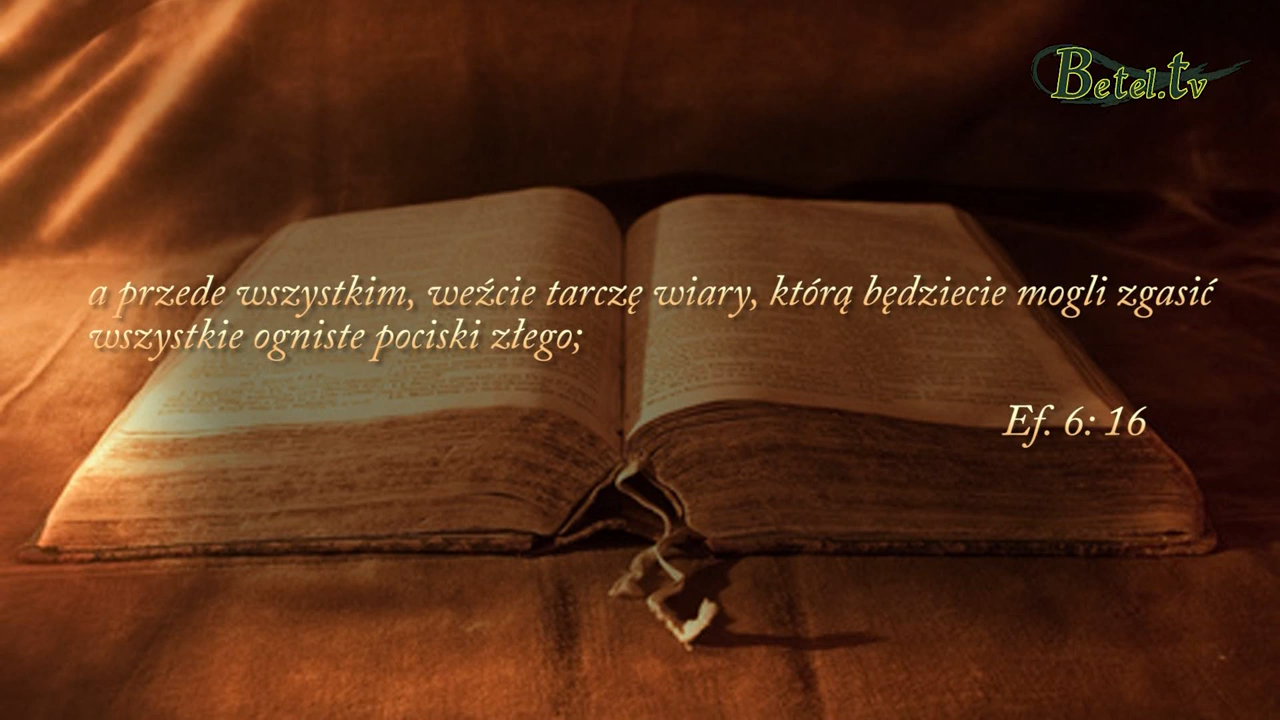 Betel.tv
a przede wszystkim, weźcie tarczę wiary, którą będziecie mogli zgasić
wszystkie ogniste pociski złego;
Ef. 6: 16